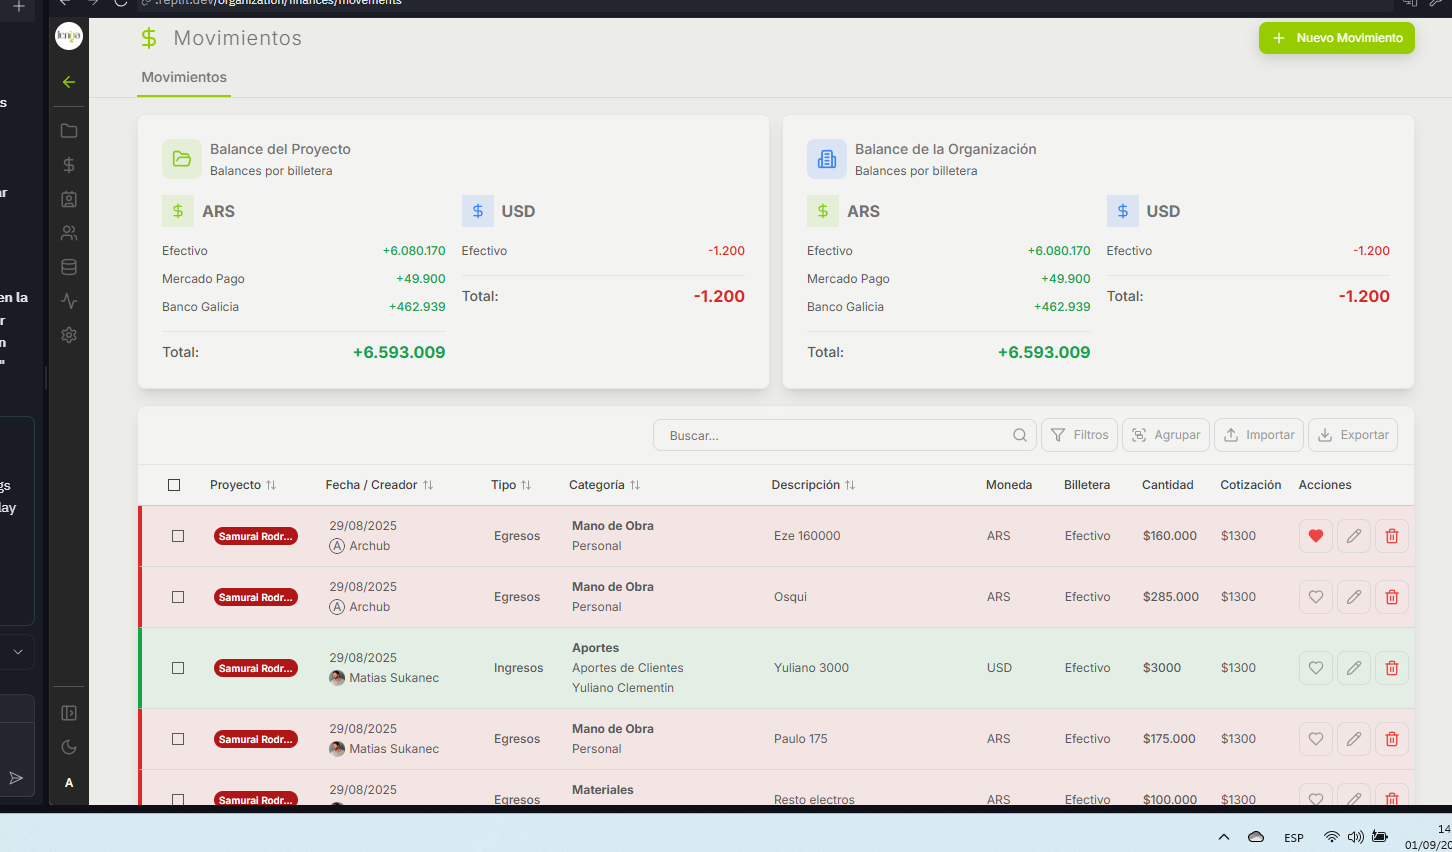 .replit.dev/organization/finances/movements
Movimientos
+ Nuevo Movimiento
Movimientos
Balance del Proyecto
Balances por billetera
$ ARS
Efectivo +6.080.170
Mercado Pago +49.900
Banco Galicia +462.939
Total: +6.593.009
$ USD
Efectivo -1.200
Total: -1.200
Balance de la Organización
Balances por billetera
$ ARS
Efectivo +6.080.170
Mercado Pago +49.900
Banco Galicia +462.939
Total: +6.593.009
$ USD
Efectivo -1.200
Total: -1.200
Buscar...
Filtros
Agrupar
Importar
Exportar
Proyecto Fecha / Creador Tipo Categoría Descripción Moneda Billetera Cantidad Cotización Acciones
Samurai Rodr... 29/08/2025 A Archub Egresos Mano de Obra Personal Eze 160000 ARS Efectivo $160.000 $1300
Samurai Rodr... 29/08/2025 A Archub Egresos Mano de Obra Personal Osqui ARS Efectivo $285.000 $1300
Samurai Rodr... 29/08/2025 Matias Sukanec Ingresos Aportes Aportes de Clientes Yuliano Clementin Yuliano 3000 USD Efectivo $3000 $1300
Samurai Rodr... 29/08/2025 Matias Sukanec Egresos Mano de Obra Personal Paulo 175 ARS Efectivo $175.000 $1300
Samurai Rodr... 29/08/2025 Egresos Materiales Resto electros ARS Efectivo $100.000 $1300
A
en la
ESP
14
01/09/20